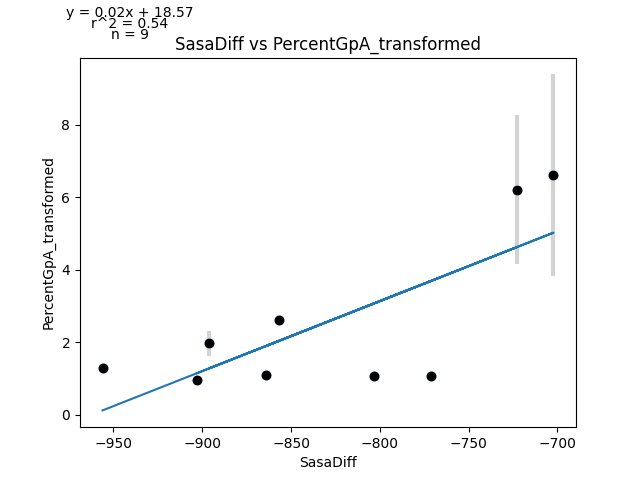 y = 0.02x + 18.57
r^2 = 0.54
n = 9
SasaDiff vs PercentGpA_transformed
PercentGpA_transformed
8
6
4
2
0
−950
−900
−850
−800
−750
−700
SasaDiff